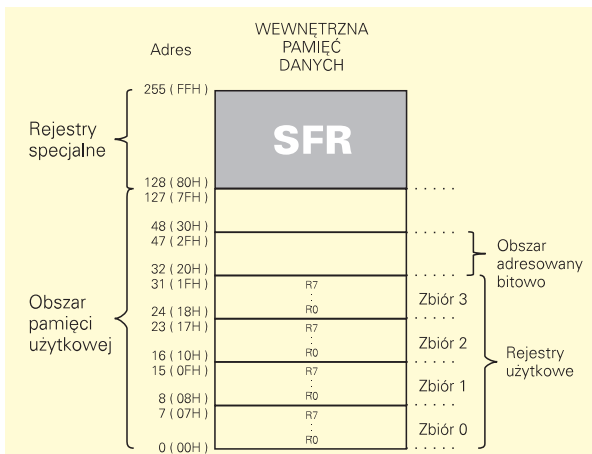 WEWNĘTRZNA
PAMIĘĆ
DANYCH
Adres
255 ( FFH )
Rejestry
specjalne
SFR
128 ( 80H )
127 ( 7FH )
48 ( 30H )
47 ( 2FH )
Obszar
adresowany
bitowo
32 ( 20H )
31 ( 1FH )
R7
:
R0
Zbiór 3
24 ( 18H )
23 ( 17H )
R7
:
R0
Zbiór 2
Obszar
pamięci
użytkowej
16 ( 10H )
15 ( 0FH )
R7
:
R0
Zbiór 1
Rejestry
użytkowe
8 ( 08H )
7 ( 07H )
R7
:
R0
Zbiór 0
0 ( 00H )